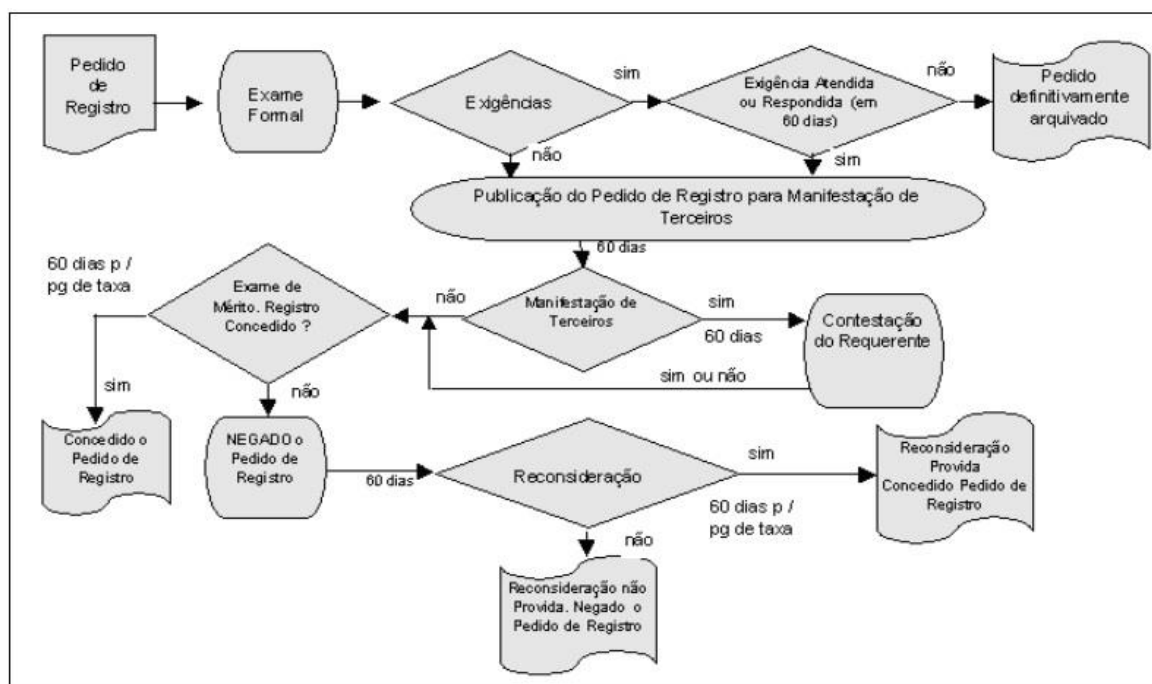 Pedido
de
Registro
Exame
Formal
Exigências
sim
Exigência Atendida
ou Respondida (em
60 dias)
não
Pedido
definitivamente
arquivado
não
sim
Publicação do Pedido de Registro para Manifestação de
Terceiros
60 dias
60 dias p /
pg de taxa
Exame de
Mérito. Registro
Concedido ?
não
Manifestação de
Terceiros
sim
60 dias
Contestação
do Requerente
sim ou não
sim
não
Concedido o
Pedido de
Registro
NEGADO o
Pedido de
Registro
60 dias
Reconsideração
sim
60 dias p /
pg de taxa
Reconsideração
Provida
Concedido Pedido de
Registro
não
Reconsideração não
Provida. Negado o
Pedido de Registro